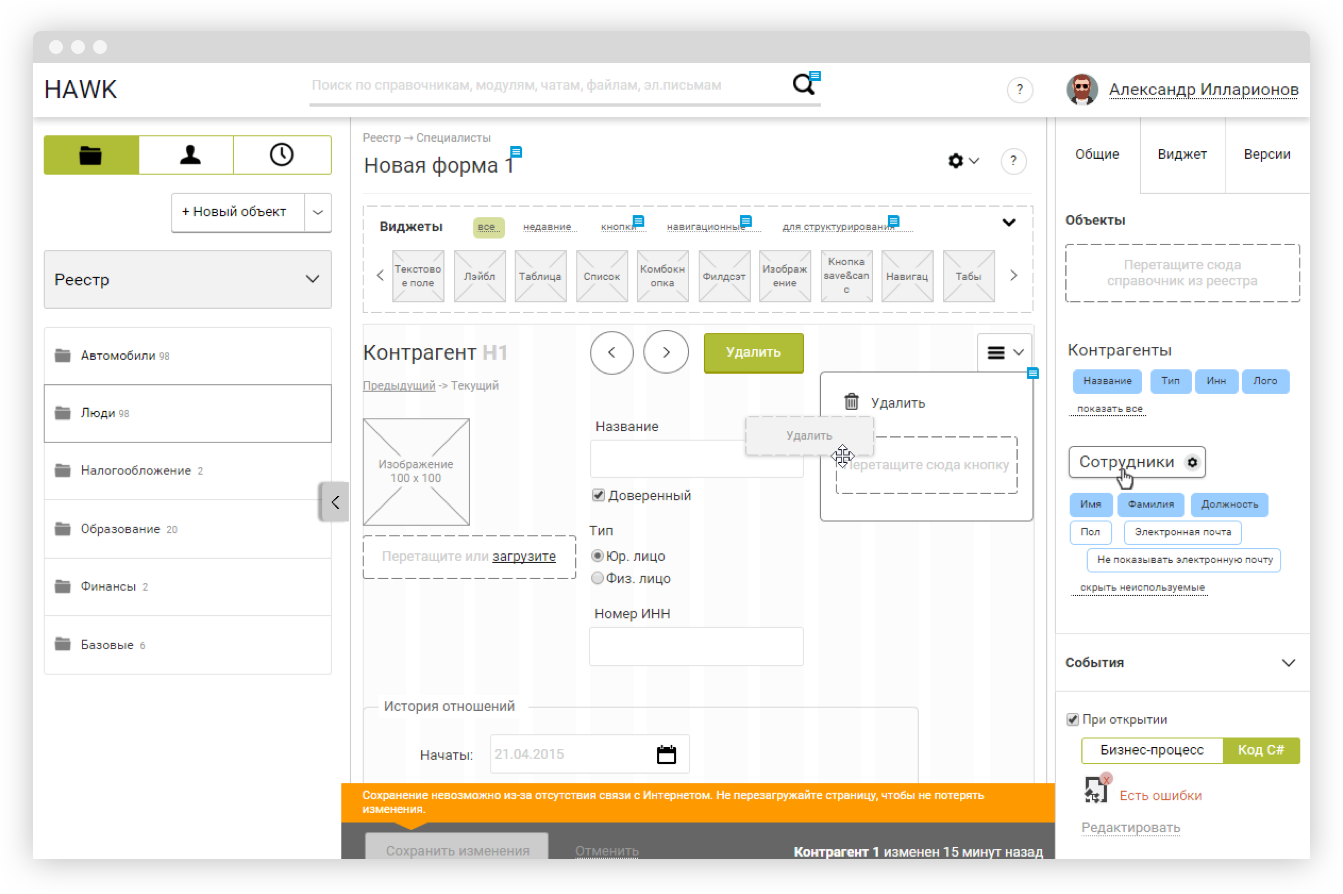 HAWK
Поиск по справочникам, модулям, чатам, файлам, эл.письмам
?
Александр Илларионов
+ Новый объект
Реестр
Автомобили 98
Люди 98
Налогообложение 2
Образование 20
Финансы 2
Базовые 6
Реестр → Специалисты
Новая форма 1
?
Виджеты
все
недавние
кнопки
навигационные
для структурирования
Текстово
е поле
Лэйбл
Таблица
Список
Комбокн
опка
Филдсэт
Изображ
ение
Кнопка
save&can
c
Навигац
Табы
Контрагент H1
Предыдущий -> Текущий
Удалить
Удалить
Удалить
Перетащите сюда кнопку
Изображение
100 x 100
Перетащите или загрузите
Название
Доверенный
Тип
Юр. лицо
Физ. лицо
Номер ИНН
История отношений
Начаты:
21.04.2015
Сохранение невозможно из-за отсутствия связи с Интернетом. Не перезагружайте страницу, чтобы не потерять
изменения.
Сохранить изменения
Отменить
Контрагент 1 изменен 15 минут назад
Общие
Виджет
Версии
Объекты
Перетащите сюда
справочник из реестра
Контрагенты
Название
Тип
Инн
Лого
показать все
Сотрудники
Имя
Фамилия
Должность
Пол
Электронная почта
Не показывать электронную почту
скрыть неиспользуемые
События
При открытии
Бизнес-процесс
Код C#
x
Есть ошибки
Редактировать